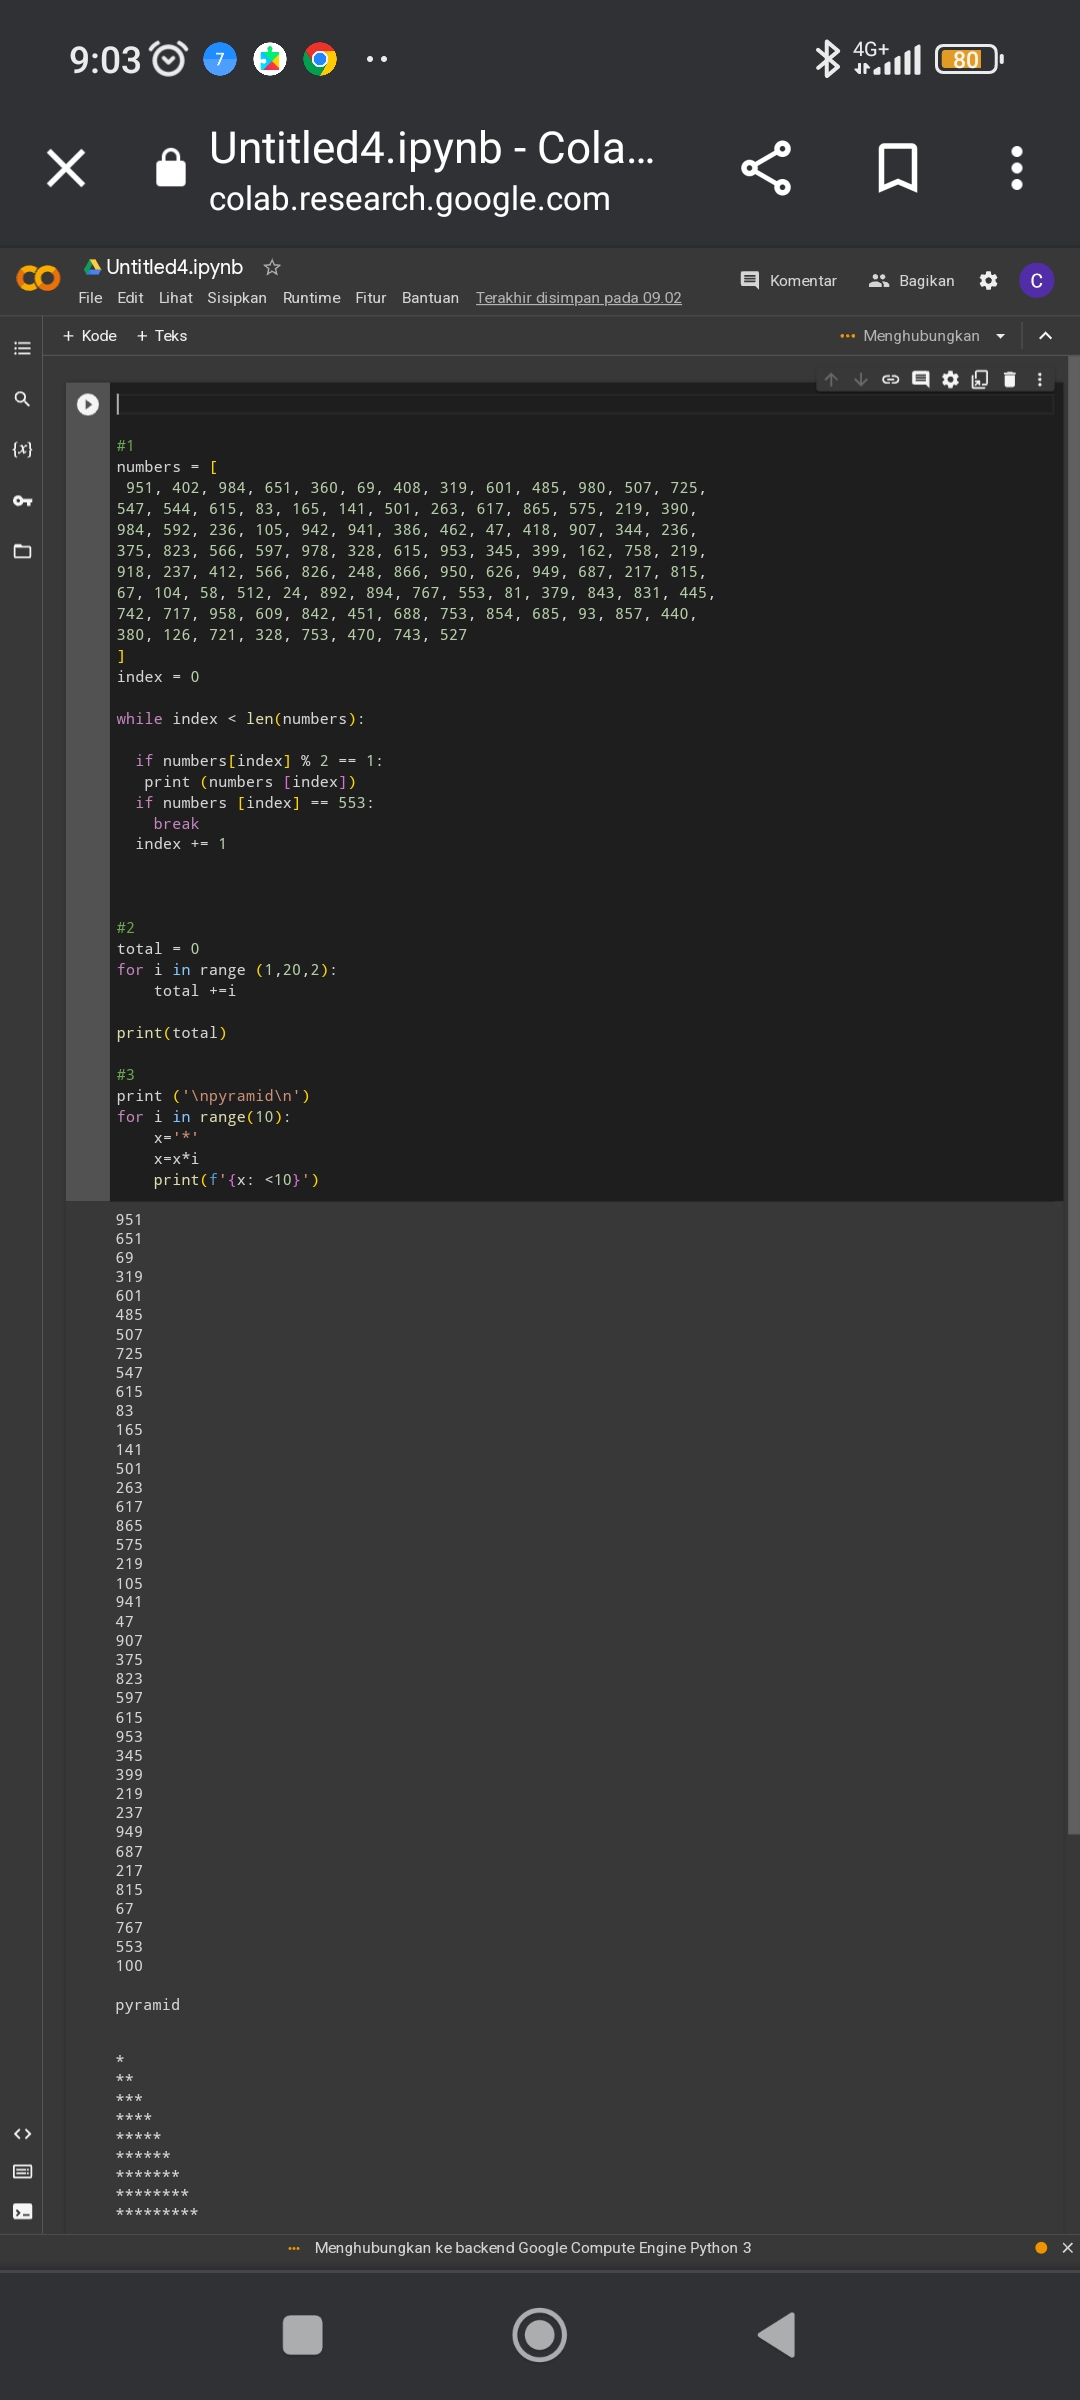 9:03
7
4G+
80
Untitled4.ipynb - Cola...
colab.research.google.com
Untitled4.ipynb
File Edit Lihat Sisipkan Runtime Fitur Bantuan Terakhir disimpan pada 09.02
Komentar Bagikan C
+ Kode + Teks Menghubungkan
{x}
#1
numbers = [
951, 402, 984, 651, 360, 69, 408, 319, 601, 485, 980, 507, 725,
547, 544, 615, 83, 165, 141, 501, 263, 617, 865, 575, 219, 390,
984, 592, 236, 105, 942, 941, 386, 462, 47, 418, 907, 344, 236,
375, 823, 566, 597, 978, 328, 615, 953, 345, 399, 162, 758, 219,
918, 237, 412, 566, 826, 248, 866, 950, 626, 949, 687, 217, 815,
67, 104, 58, 512, 24, 892, 894, 767, 553, 81, 379, 843, 831, 445,
742, 717, 958, 609, 842, 451, 688, 753, 854, 685, 93, 857, 440,
380, 126, 721, 328, 753, 470, 743, 527
]
index = 0
while index < len(numbers):
if numbers[index] % 2 == 1:
print (numbers [index])
if numbers [index] == 553:
break
index += 1
#2
total = 0
for i in range (1,20,2):
total +=i
print(total)
#3
print ('\npyramid\n')
for i in range(10):
x='*'
x=x*i
print(f'{x: <10}')
951
651
69
319
601
485
507
725
547
615
83
165
141
501
263
617
865
575
219
105
941
47
907
375
823
597
615
953
345
399
219
237
949
687
217
815
67
767
553
100
pyramid
*
**
***
****
*****
******
*******
********
*********
Menghubungkan ke backend Google Compute Engine Python 3